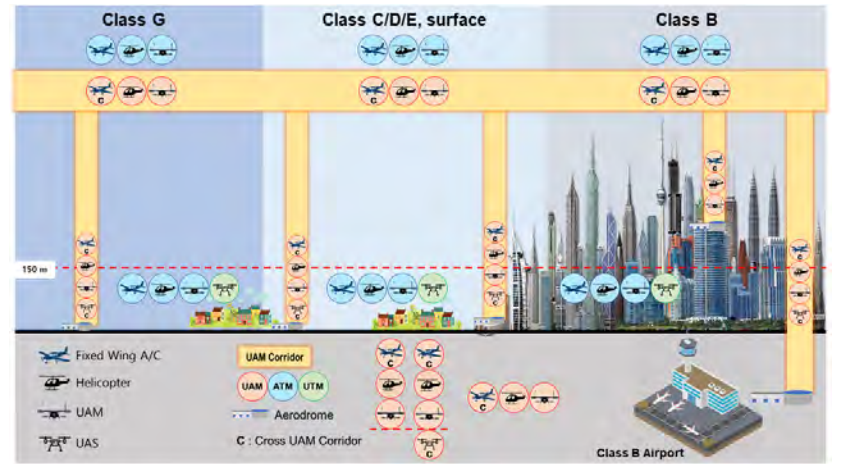 Class G
Class C/D/E, surface
Class B
C
C
C
C
C
C
C
C
C
150 m
C
C
C
C
Fixed Wing A/C
Helicopter
UAM
UAS
UAM Corridor
UAM ATM UTM
Aerodrome
C : Cross UAM Corridor
C C
C
C
Class B Airport